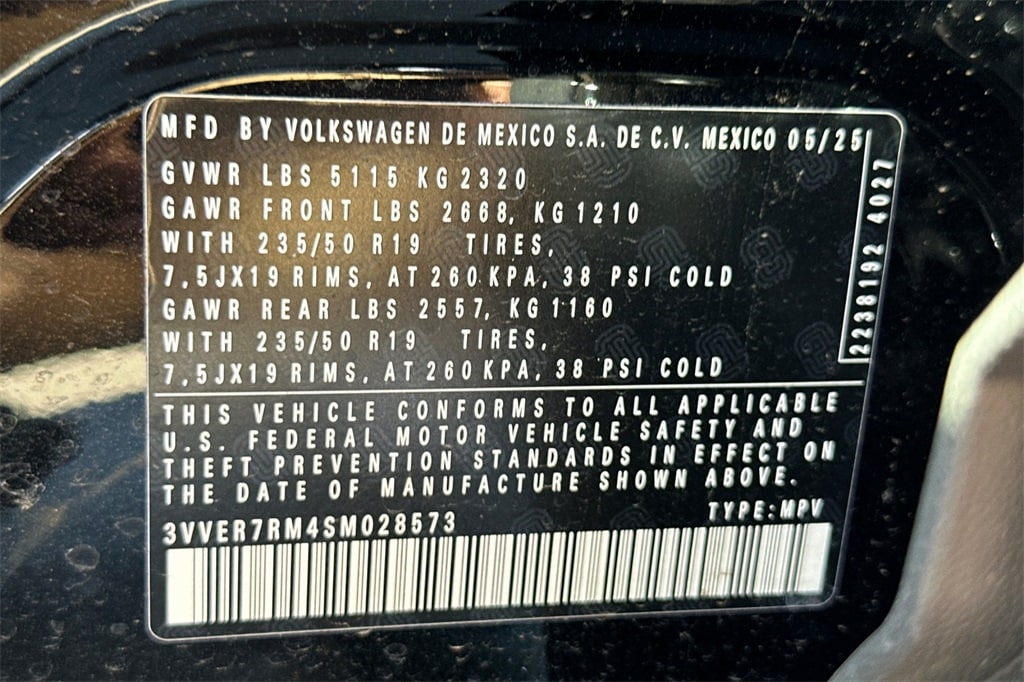 MFD BY VOLKSWAGEN DE MEXICO S.A. DE C.V. MEXICO 05/25
GVWR LBS 5115 KG 2320
GAWR FRONT LBS 2668, KG 1210
WITH 235/50 R19 TIRES,
7,5JX19 RIMS, AT 260 KPA, 38 PSI COLD
GAWR REAR LBS 2557, KG 1160
WITH 235/50 R19 TIRES,
7,5JX19 RIMS, AT 260 KPA, 38 PSI COLD
2238192 4027
THIS VEHICLE CONFORMS TO ALL APPLICABLE
U.S. FEDERAL MOTOR VEHICLE SAFETY AND
THEFT PREVENTION STANDARDS IN EFFECT ON
THE DATE OF MANUFACTURE SHOWN ABOVE.
3VVER7RM4SM028573 TYPE:MPV